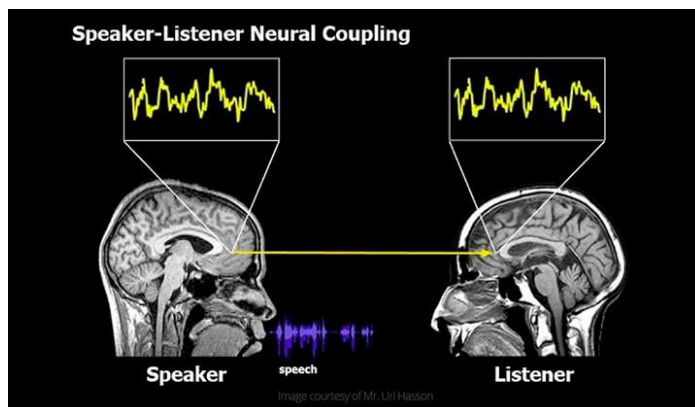 Speaker-Listener Neural Coupling
Speaker
speech
Listener
Image courtesy of Mr. Uri Hasson